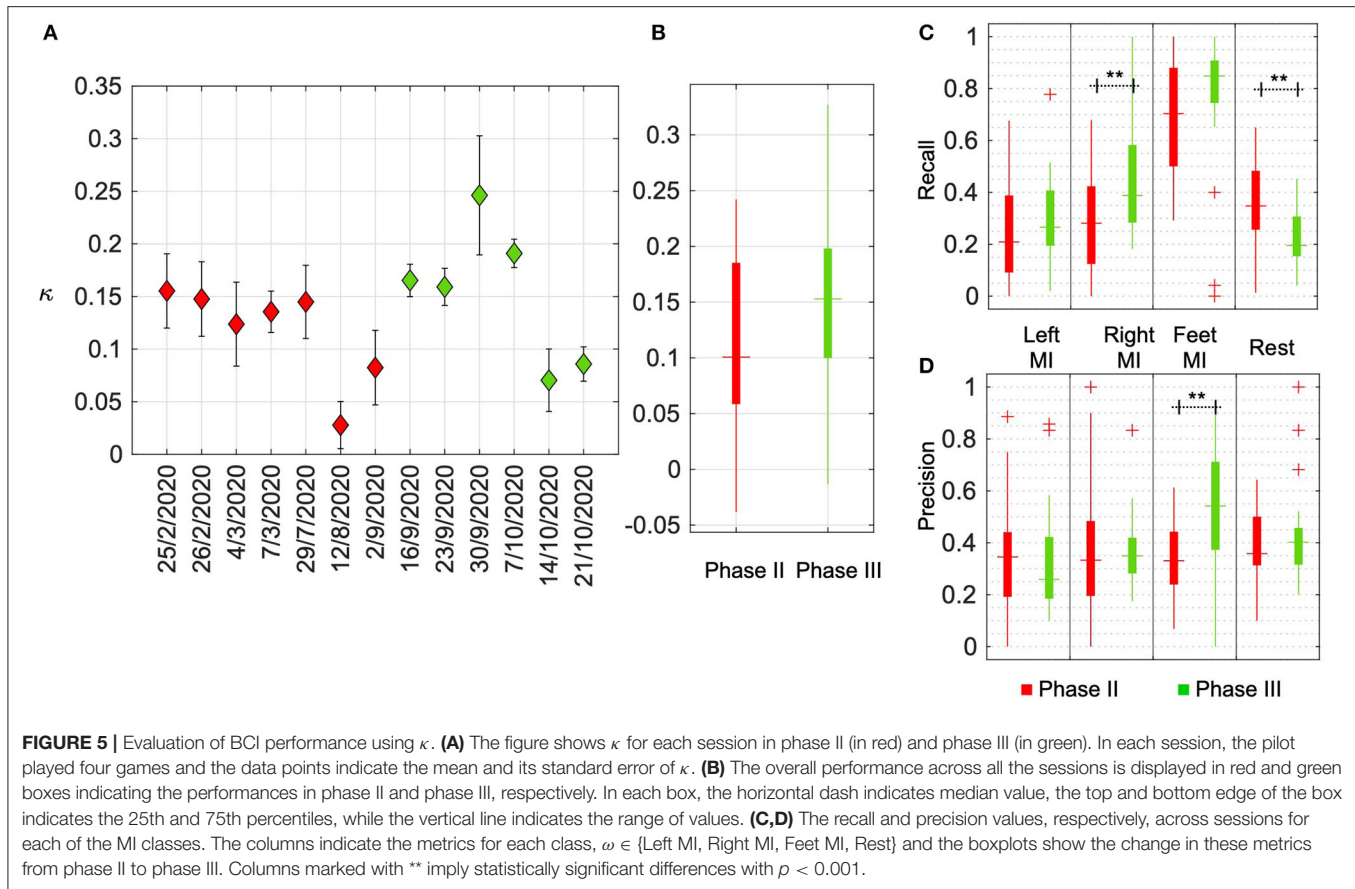 A
0.35
0.3
0.25
0.2
κ
0.15
0.1
0.05
0
25/2/2020
26/2/2020
4/3/2020
7/3/2020
29/7/2020
12/8/2020
2/9/2020
16/9/2020
23/9/2020
30/9/2020
7/10/2020
14/10/2020
21/10/2020
B
0.3
0.25
0.2
0.15
0.1
0.05
0
-0.05
Phase II Phase III
C
1
0.8
0.6
0.4
0.2
0
Recall
** **
Left MI
Right MI
Feet MI
Rest
D
1
0.8
0.6
0.4
0.2
0
Precision
**
Phase II Phase III
FIGURE 5 | Evaluation of BCI performance using κ. (A) The figure shows κ for each session in phase II (in red) and phase III (in green). In each session, the pilot
played four games and the data points indicate the mean and its standard error of κ. (B) The overall performance across all the sessions is displayed in red and green
boxes indicating the performances in phase II and phase III, respectively. In each box, the horizontal dash indicates median value, the top and bottom edge of the box
indicates the 25th and 75th percentiles, while the vertical line indicates the range of values. (C,D) The recall and precision values, respectively, across sessions for
each of the MI classes. The columns indicate the metrics for each class, ω ∈ {Left MI, Right MI, Feet MI, Rest} and the boxplots show the change in these metrics
from phase II to phase III. Columns marked with ** imply statistically significant differences with p < 0.001.